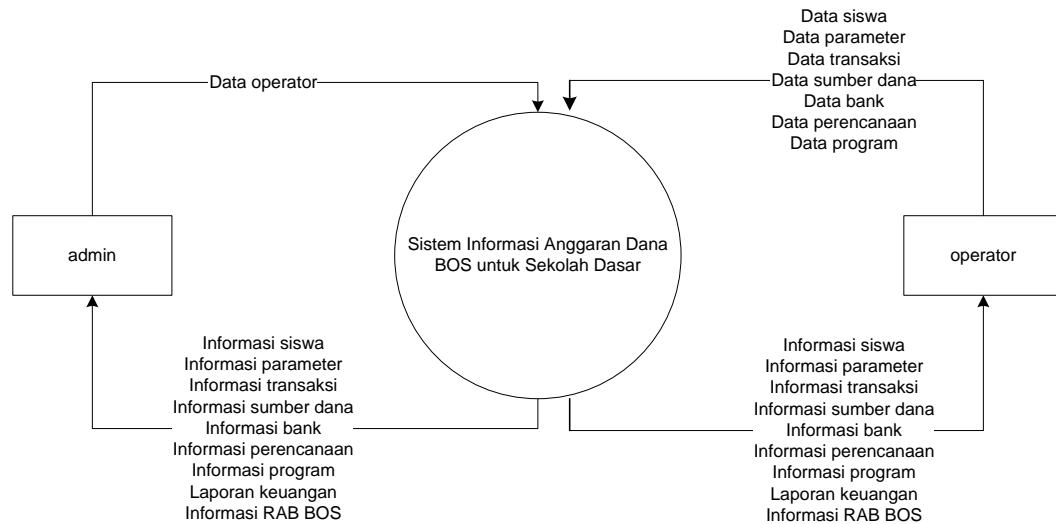 Data siswa
Data parameter
Data transaksi
Data sumber dana
Data bank
Data perencanaan
Data program
Data operator
admin
Sistem Informasi Anggaran Dana
BOS untuk Sekolah Dasar
operator
Informasi siswa
Informasi parameter
Informasi transaksi
Informasi sumber dana
Informasi bank
Informasi perencanaan
Informasi program
Laporan keuangan
Informasi RAB BOS
Informasi siswa
Informasi parameter
Informasi transaksi
Informasi sumber dana
Informasi bank
Informasi perencanaan
Informasi program
Laporan keuangan
Informasi RAB BOS